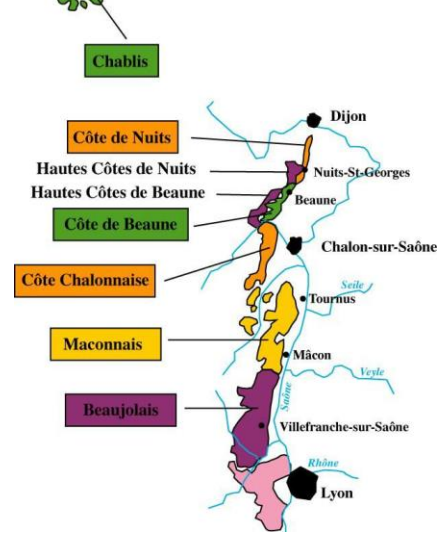 Chablis
Dijon
Côte de Nuits
Hautes Côtes de Nuits
Nuits-St-Georges
Hautes Côtes de Beaune
Beaune
Côte de Beaune
Chalon-sur-Saône
Côte Chalonnaise
Seile
Tournus
Maconnais
Mâcon
Veyle
Saône
Beaujolais
Villefranche-sur-Saône
Rhône
Lyon